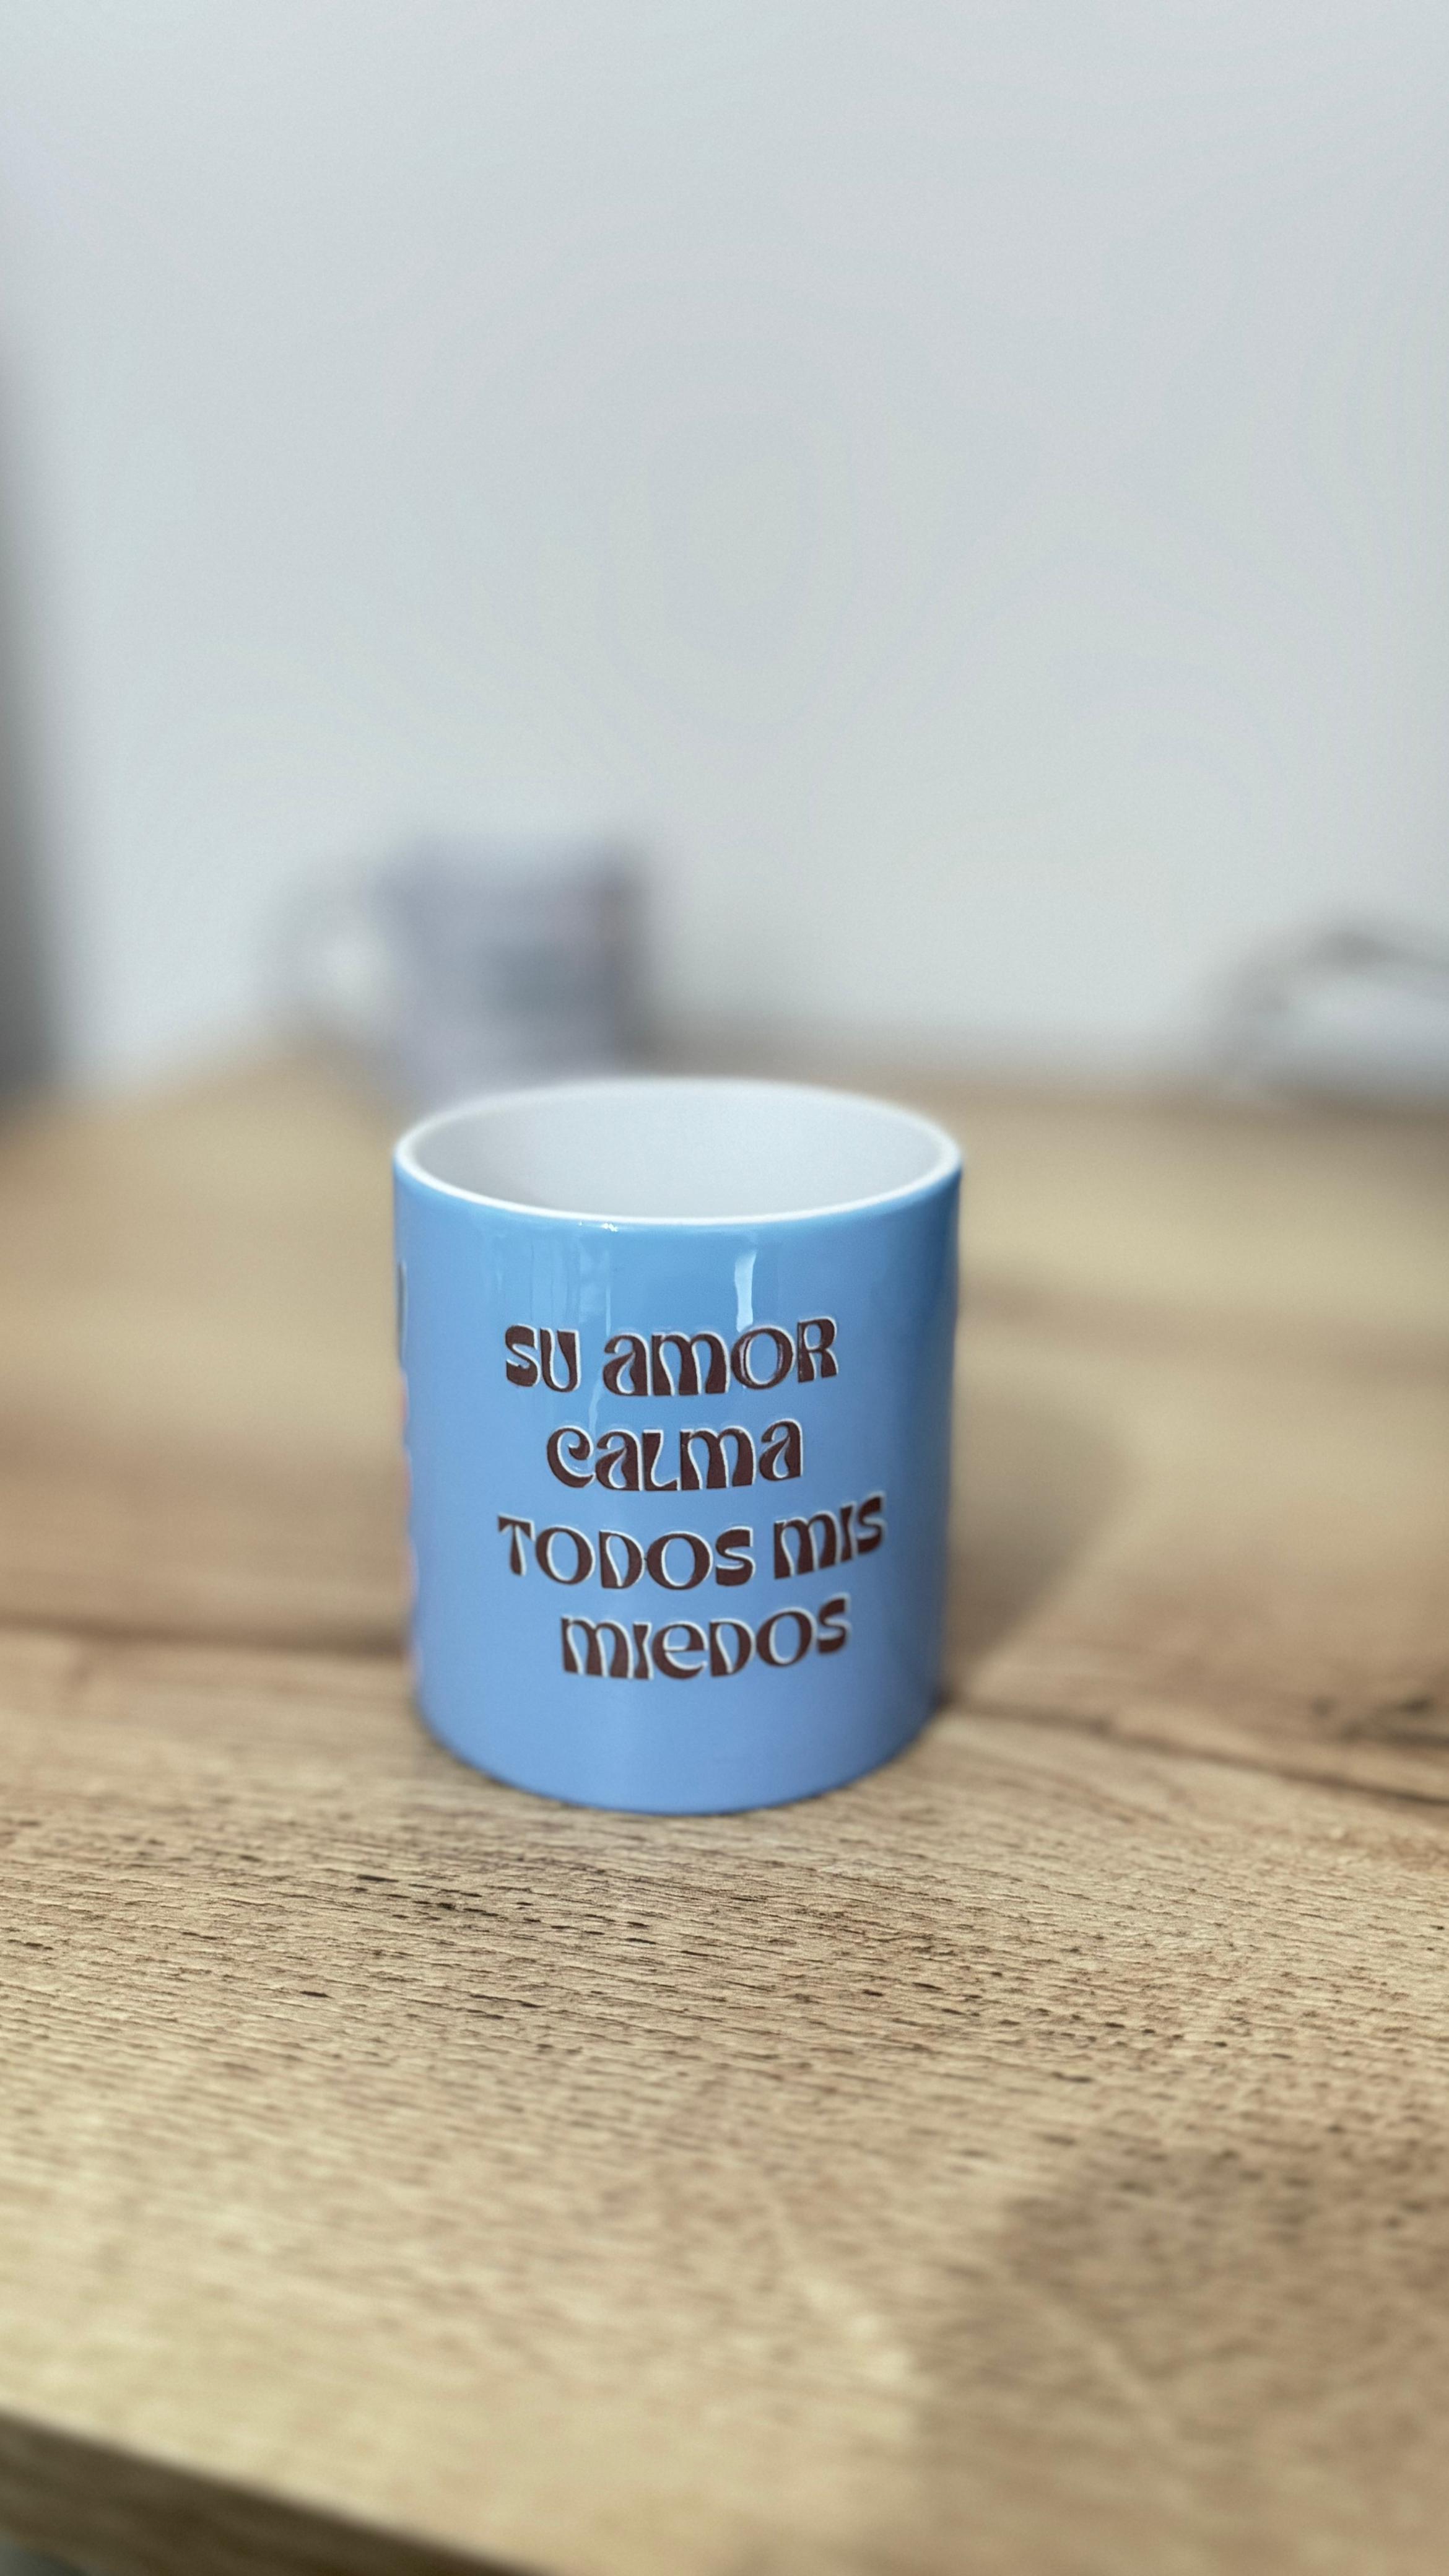 SU AMOR
CALMA
TODOS MIS
MIEDOS